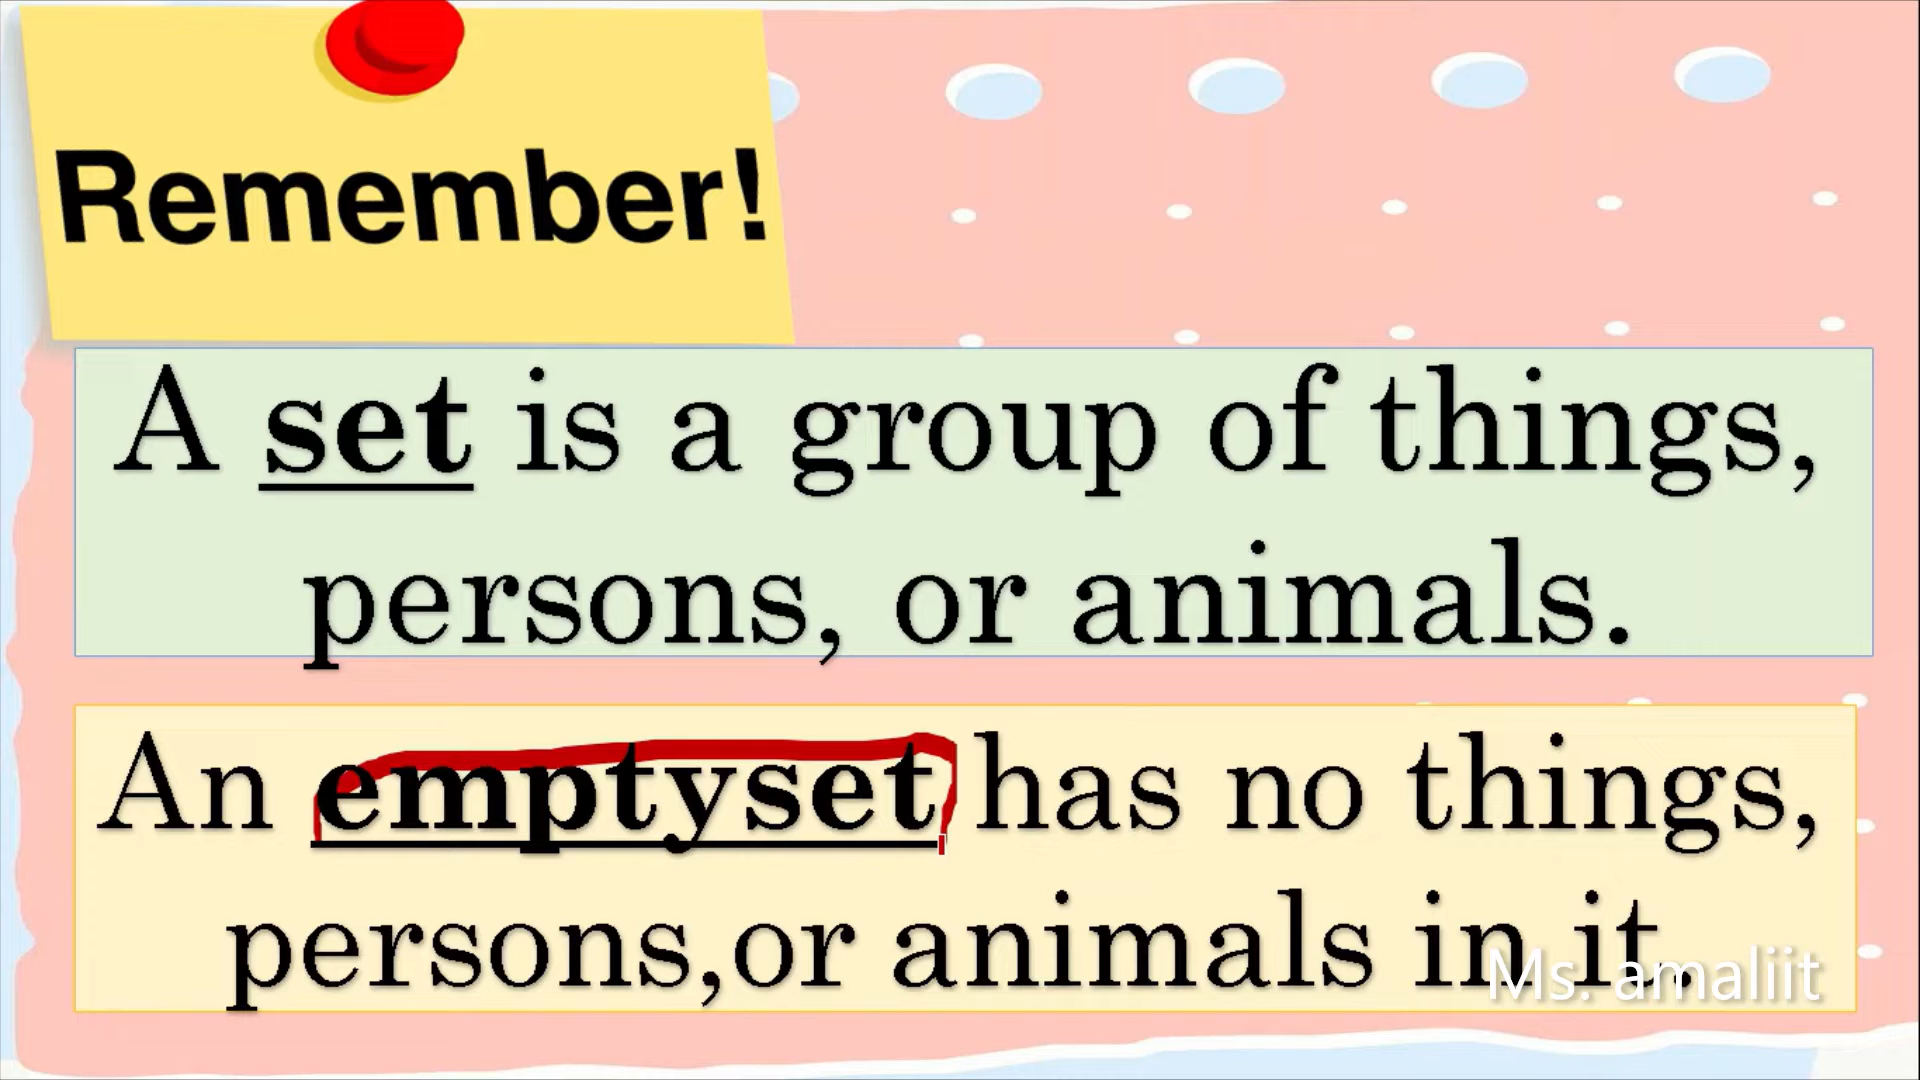 Remember!
A set is a group of things,
persons, or animals.
An emptyset has no things,
persons,or animals in it.
Ms. amaliit